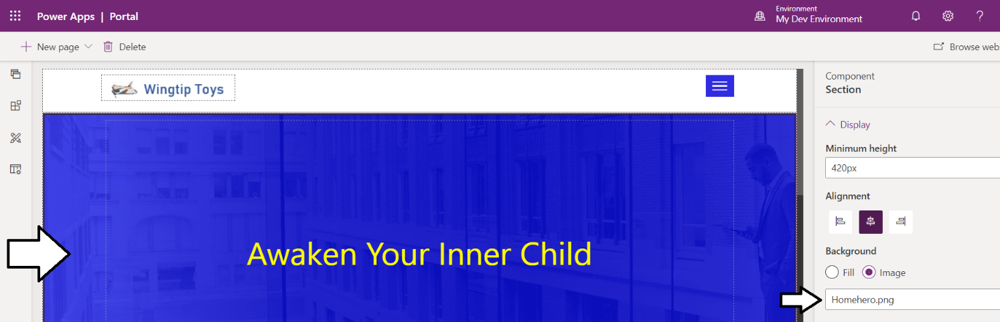 Power Apps | Portal
Environment
My Dev Environment
?
New page
Delete
Browse webs
Wingtip Toys
Awaken Your Inner Child
Component
Section
Display
Minimum height
420px
Alignment
Background
Fill
Image
Homehero.png